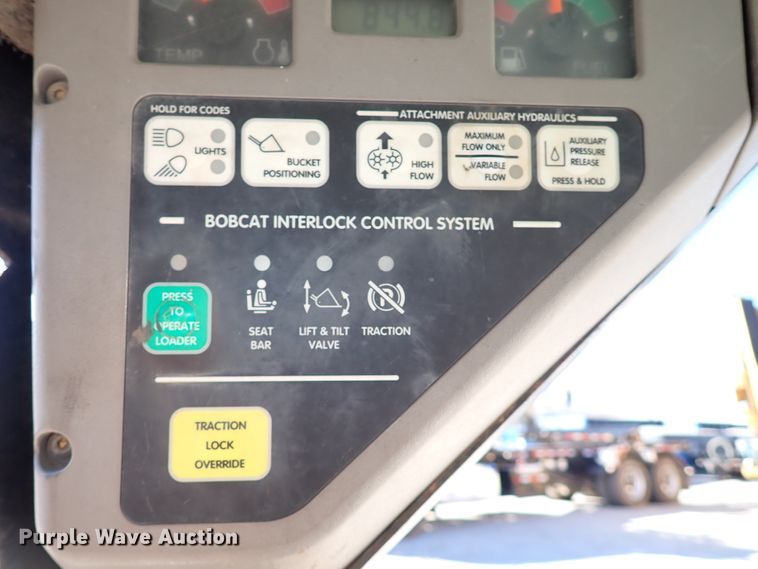 TEMP
FUEL
HOLD FOR CODES
ATTACHMENT AUXILIARY HYDRAULICS
LIGHTS
BUCKET
POSITIONING
HIGH
FLOW
MAXIMUM
FLOW ONLY
VARIABLE
FLOW
AUXILIARY
PRESSURE
RELEASE
PRESS & HOLD
BOBCAT INTERLOCK CONTROL SYSTEM
PRESS
TO
OPERATE
LOADER
SEAT
BAR
LIFT & TILT
VALVE
P
TRACTION
TRACTION
LOCK
OVERRIDE
Purple Wave Auction